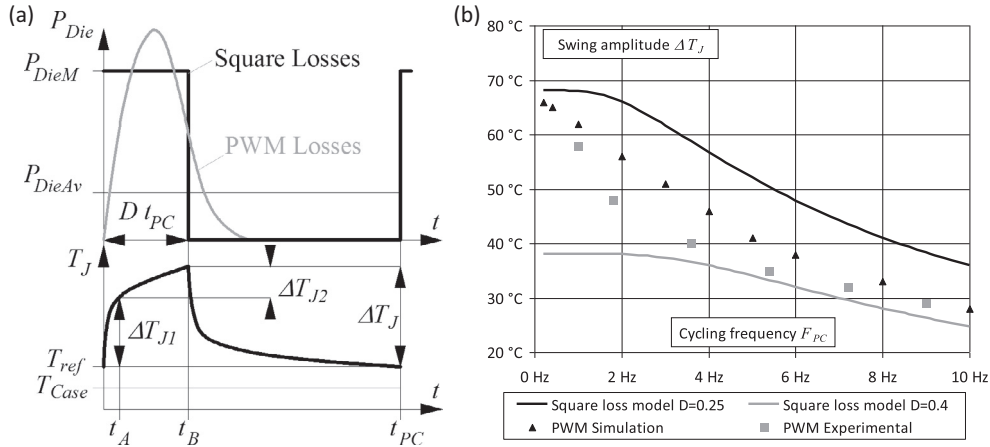 (a)
P_Die
P_DieM
Square Losses
PWM Losses
P_DieAv
D t_PC
t
T_J
ΔT_J2
ΔT_J
ΔT_J1
T_ref
T_Case
t
t_A
t_B
t_PC
(b)
80 °C
Swing amplitude ΔT_J
70 °C
60 °C
50 °C
40 °C
30 °C
Cycling frequency F_PC
20 °C
0 Hz 2 Hz 4 Hz 6 Hz 8 Hz 10 Hz
Square loss model D=0.25 Square loss model D=0.4
PWM Simulation PWM Experimental